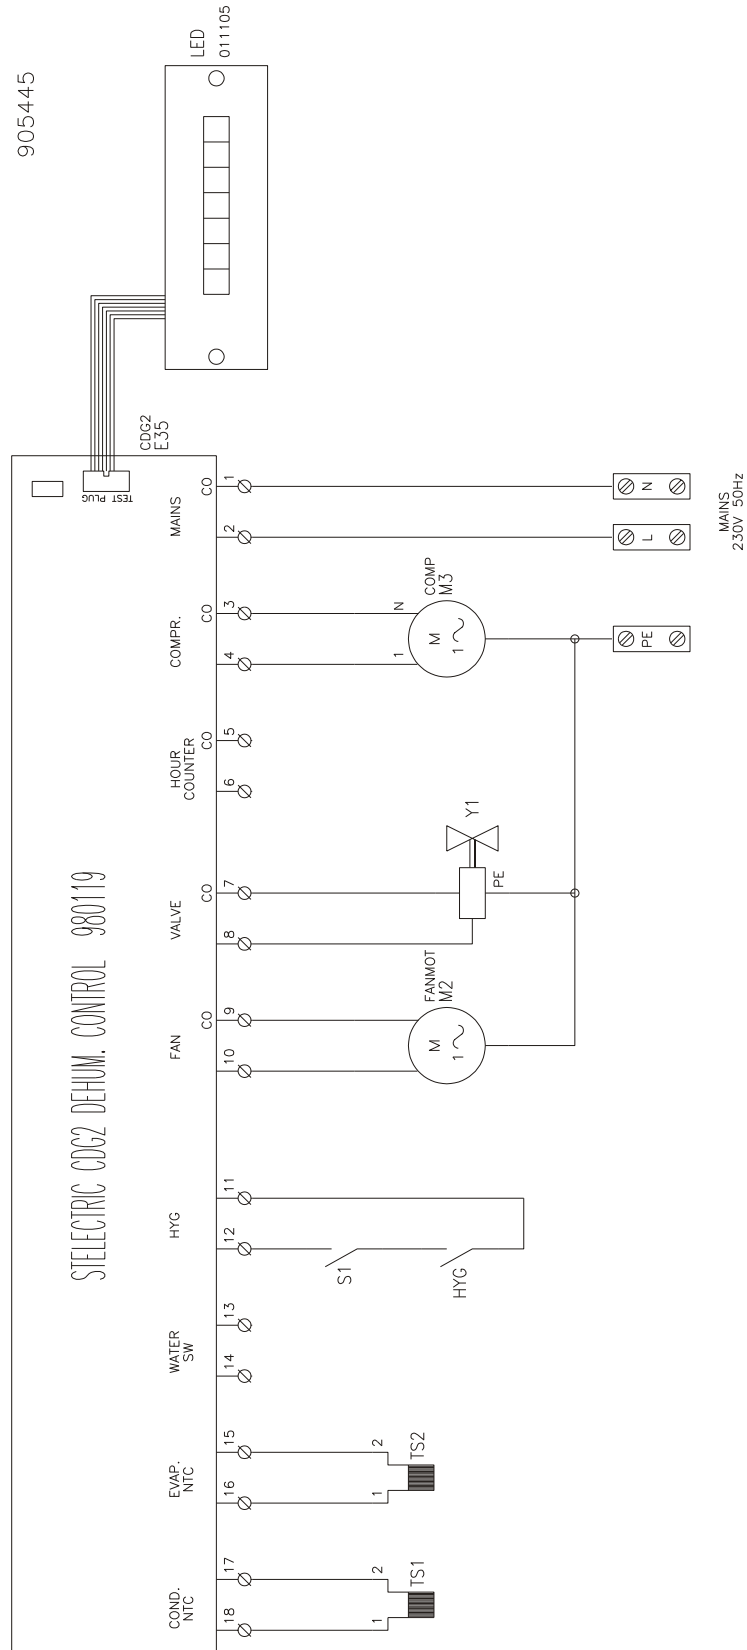 905445
LED
011105
CDG2
E35
TEST PLUG
STELECTRIC CDG2 DEHUM. CONTROL 980119
COND.
NTC
EVAP.
NTC
WATER
SW
HYG
FAN
VALVE
HOUR
COUNTER
COMPR.
MAINS
CO
CO
CO
CO
CO
18
17
16
15
14
13
12
11
10
9
8
7
6
5
4
3
2
1
1
2
TS1
1
2
TS2
S1
HYG
FANMOT
M2
M
1
PE
Y1
1
N
COMP
M3
M
1
PE
L
N
MAINS
230V 50Hz